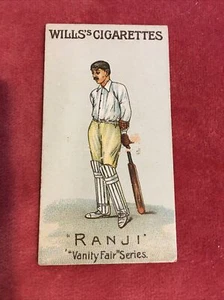 WILLS'S CIGARETTES
"RANJI"
"Vanity Fair" Series.